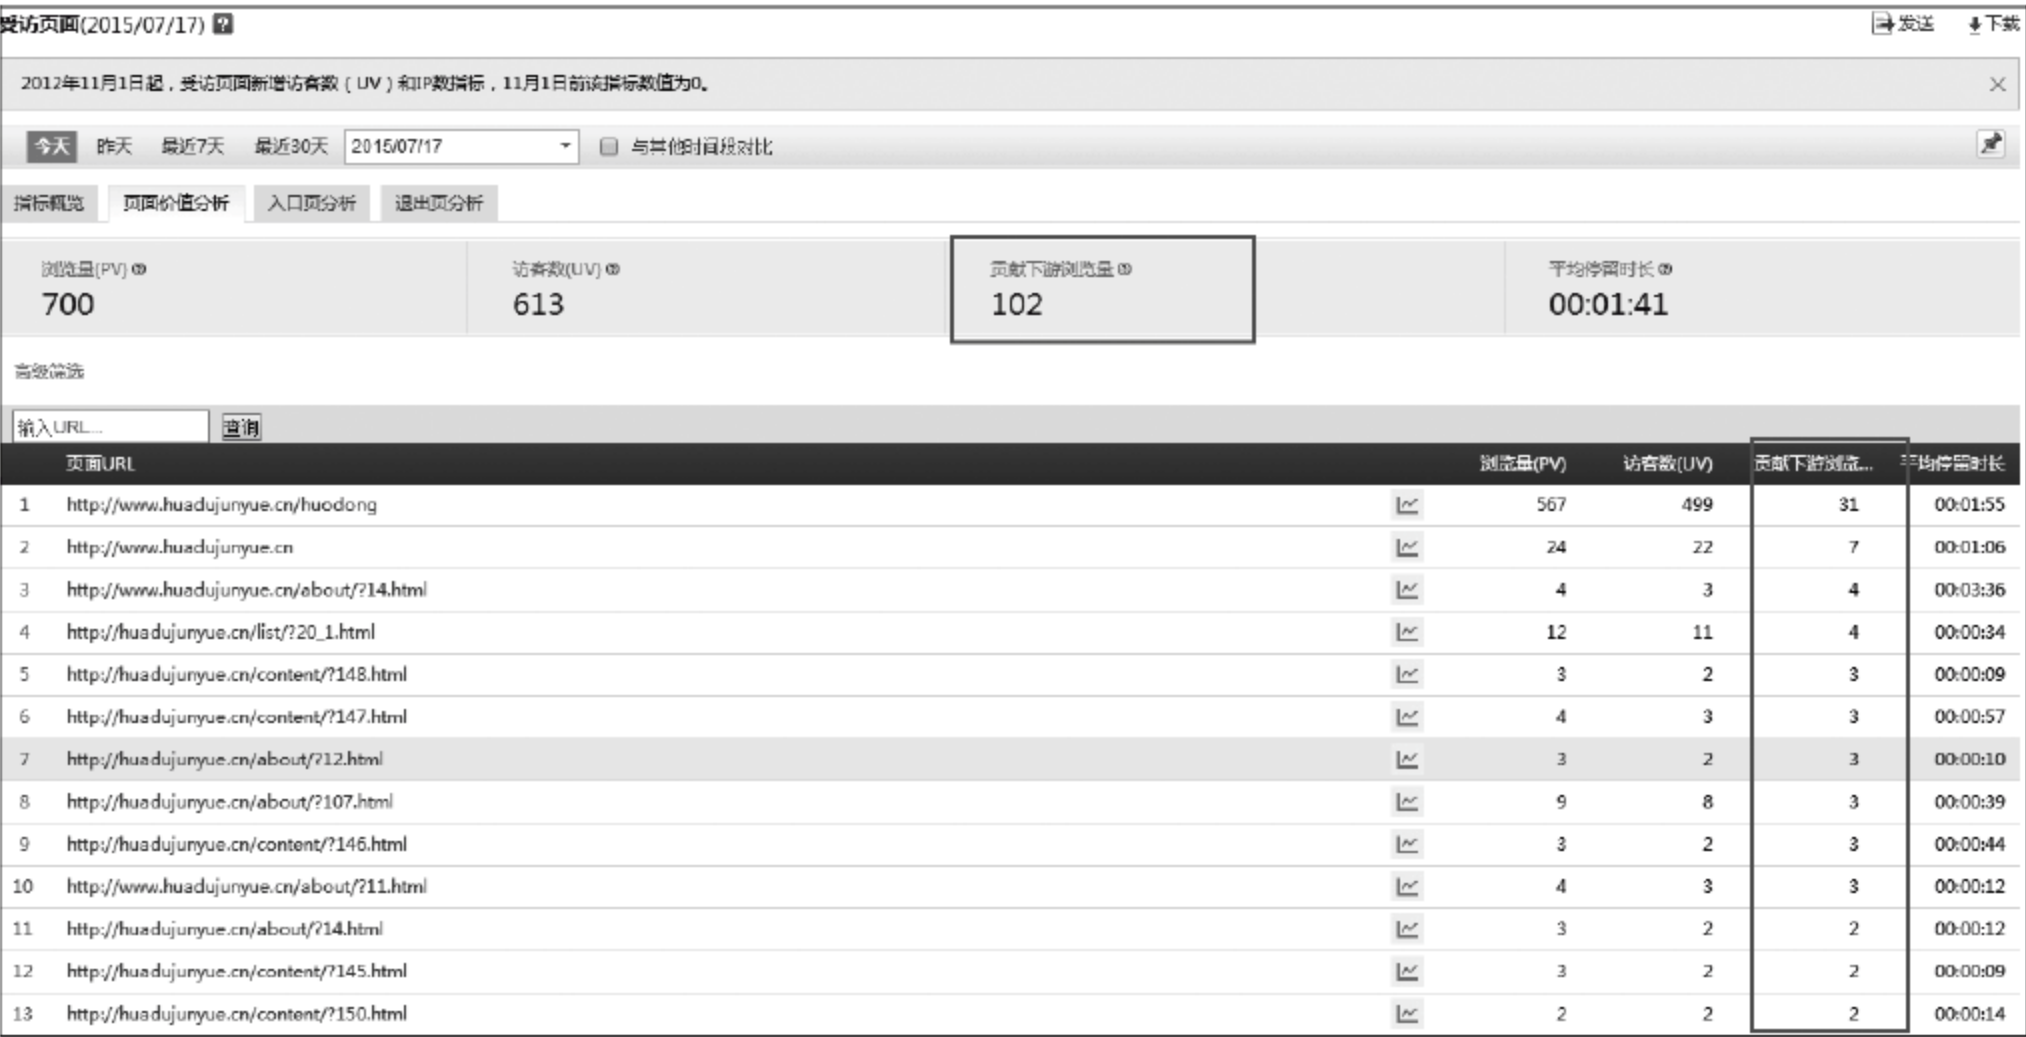 受访页面(2015/07/17) ?
发送 下载
2012年11月1日起，受访页面新增访客数（UV）和IP数指标，11月1日前该指标数值为0。
今天 昨天 最近7天 最近30天 2015/07/17 与其他时间段对比
指标概览 页面价值分析 入口页分析 退出页分析
浏览量(PV) 访客数(UV) 贡献下游浏览量 平均停留时长
700 613 102 00:01:41
高级筛选
输入URL... 查询
页面URL 浏览量(PV) 访客数(UV) 贡献下游浏览... 平均停留时长
1 http://www.huadujunyue.cn/huodong 567 499 31 00:01:55
2 http://www.huadujunyue.cn 24 22 7 00:01:06
3 http://www.huadujunyue.cn/about/?14.html 4 3 4 00:03:36
4 http://huadujunyue.cn/list/?20_1.html 12 11 4 00:00:34
5 http://huadujunyue.cn/content/?148.html 3 2 3 00:00:09
6 http://huadujunyue.cn/content/?147.html 4 3 3 00:00:57
7 http://huadujunyue.cn/about/?12.html 3 2 3 00:00:10
8 http://huadujunyue.cn/about/?107.html 9 8 3 00:00:39
9 http://huadujunyue.cn/content/?146.html 3 2 3 00:00:44
10 http://www.huadujunyue.cn/about/?11.html 4 3 3 00:00:12
11 http://huadujunyue.cn/about/?14.html 3 2 2 00:00:12
12 http://huadujunyue.cn/content/?145.html 3 2 2 00:00:09
13 http://huadujunyue.cn/content/?150.html 2 2 2 00:00:14